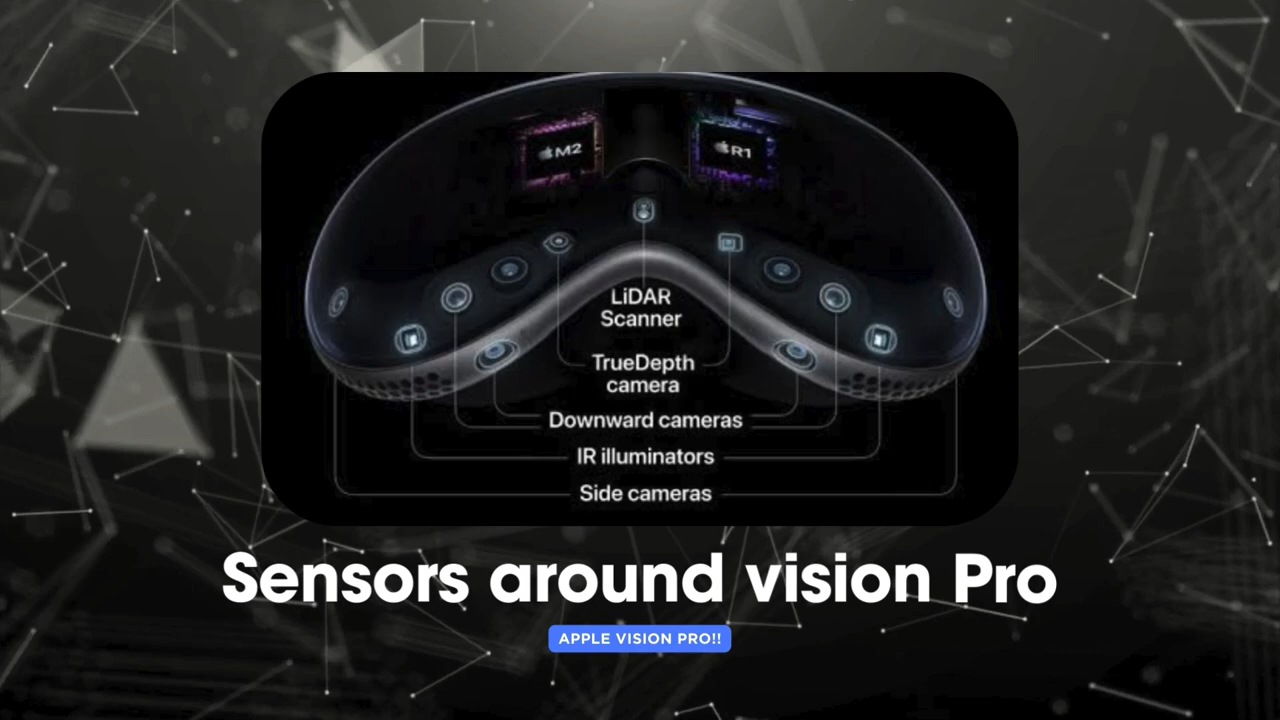 M2
R1
LiDAR
Scanner
TrueDepth
camera
Downward cameras
IR illuminators
Side cameras
Sensors around vision Pro
APPLE VISION PRO!!